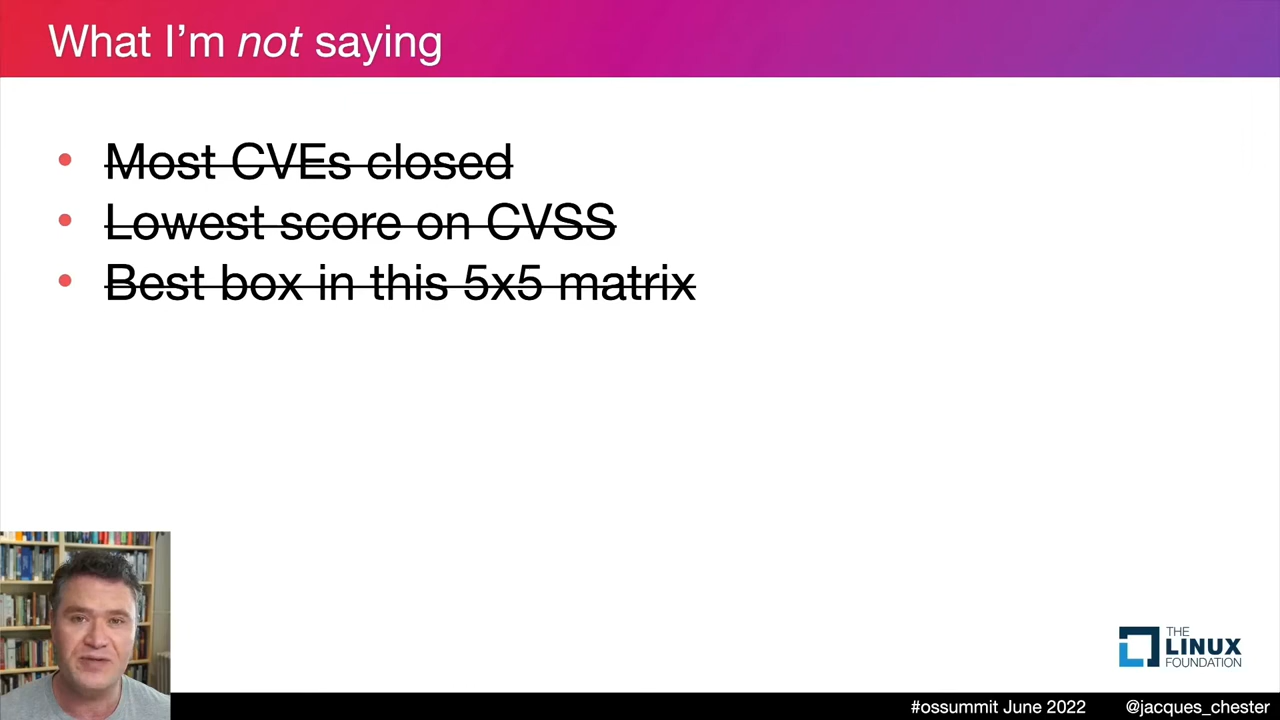 What I'm not saying
• Most CVEs closed
• Lowest score on CVSS
• Best box in this 5x5 matrix
THE
LINUX
FOUNDATION
#ossummit June 2022 @jacques_chester